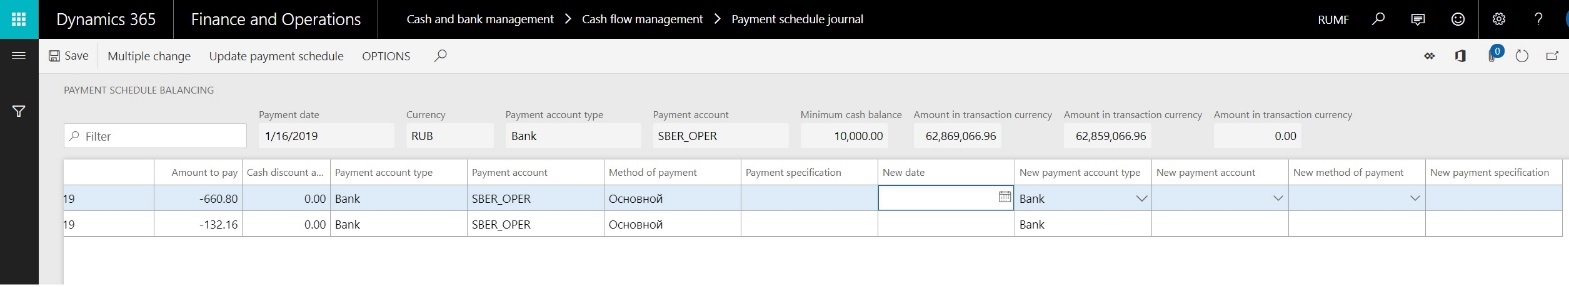 Dynamics 365 Finance and Operations Cash and bank management > Cash flow management > Payment schedule journal RUMF ?
Save Multiple change Update payment schedule OPTIONS 0
PAYMENT SCHEDULE BALANCING
Payment date Currency Payment account type Payment account Minimum cash balance Amount in transaction currency Amount in transaction currency Amount in transaction currency
Filter 1/16/2019 RUB Bank SBER_OPER 10,000.00 62,869,066.96 62,859,066.96 0.00
Amount to pay Cash discount a... Payment account type Payment account Method of payment Payment specification New date New payment account type New payment account New method of payment New payment specification
19 -660.80 0.00 Bank SBER_OPER Основной Bank
19 -132.16 0.00 Bank SBER_OPER Основной Bank